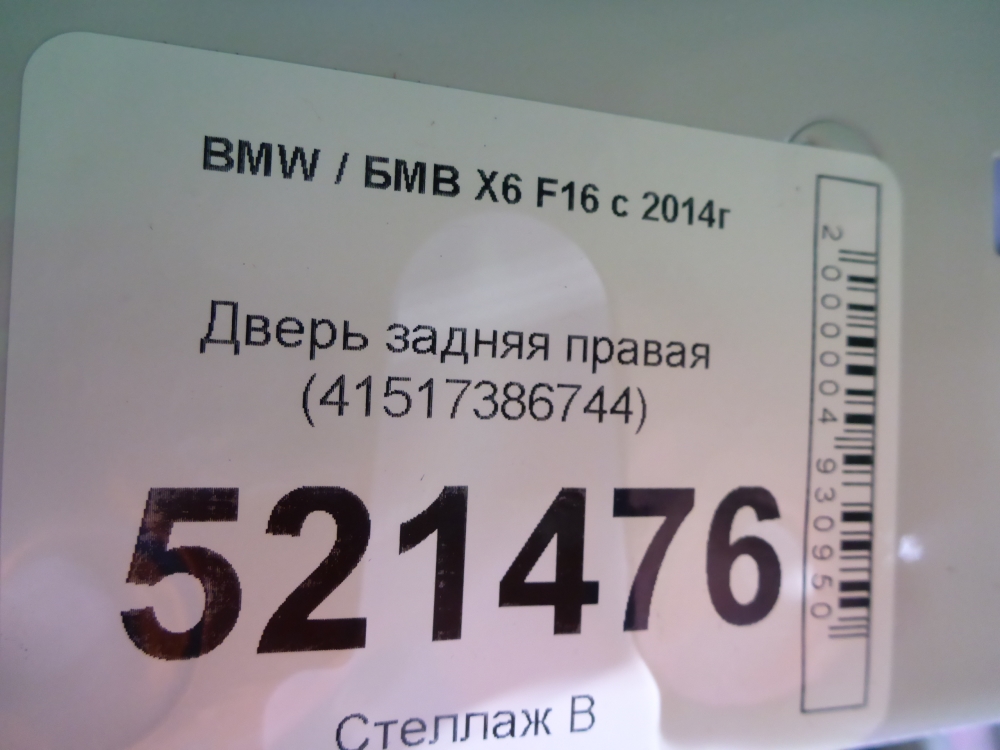 BMW / БМВ X6 F16 с 2014г
Дверь задняя правая
(41517386744)
521476
Стеллаж В
2000004930950